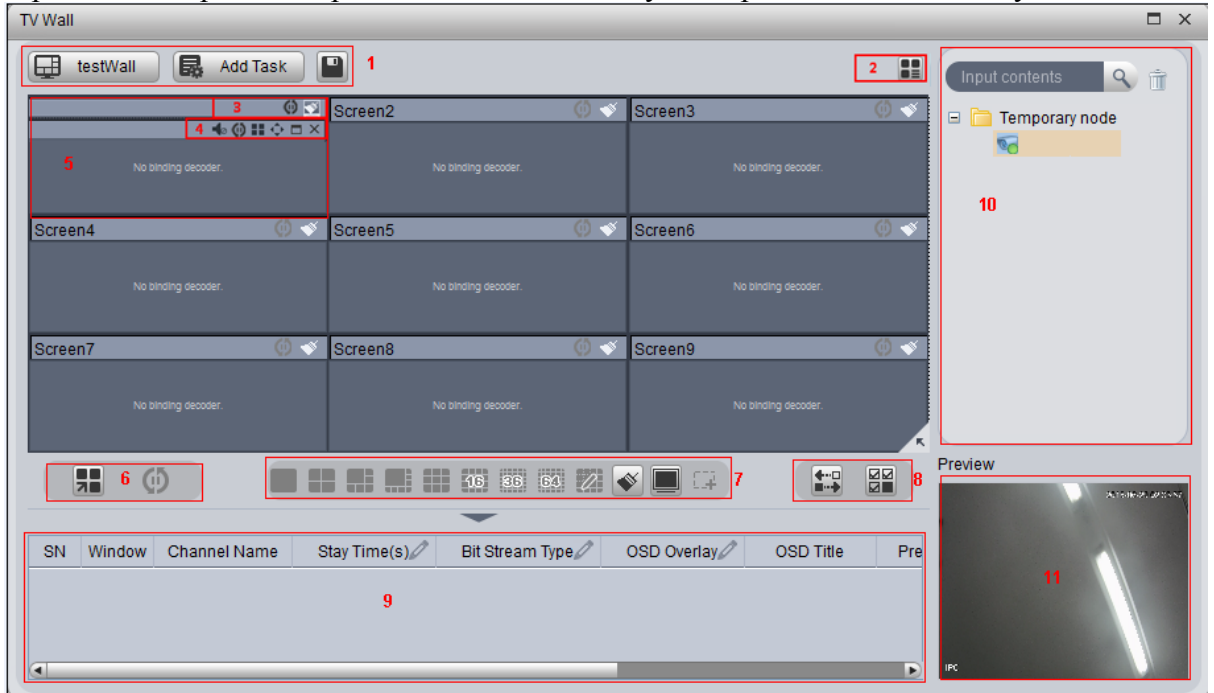 TV Wall
testWall
Add Task
1
2
Input contents
3
Screen2
Screen3
4
Temporary node
5
No binding decoder.
No binding decoder.
No binding decoder.
10
Screen4
Screen5
Screen6
No binding decoder.
No binding decoder.
No binding decoder.
Screen7
Screen8
Screen9
No binding decoder.
No binding decoder.
No binding decoder.
6
16
36
64
7
8
Preview
SN
Window
Channel Name
Stay Time(s)
Bit Stream Type
OSD Overlay
OSD Title
Pre
9
11
IPC